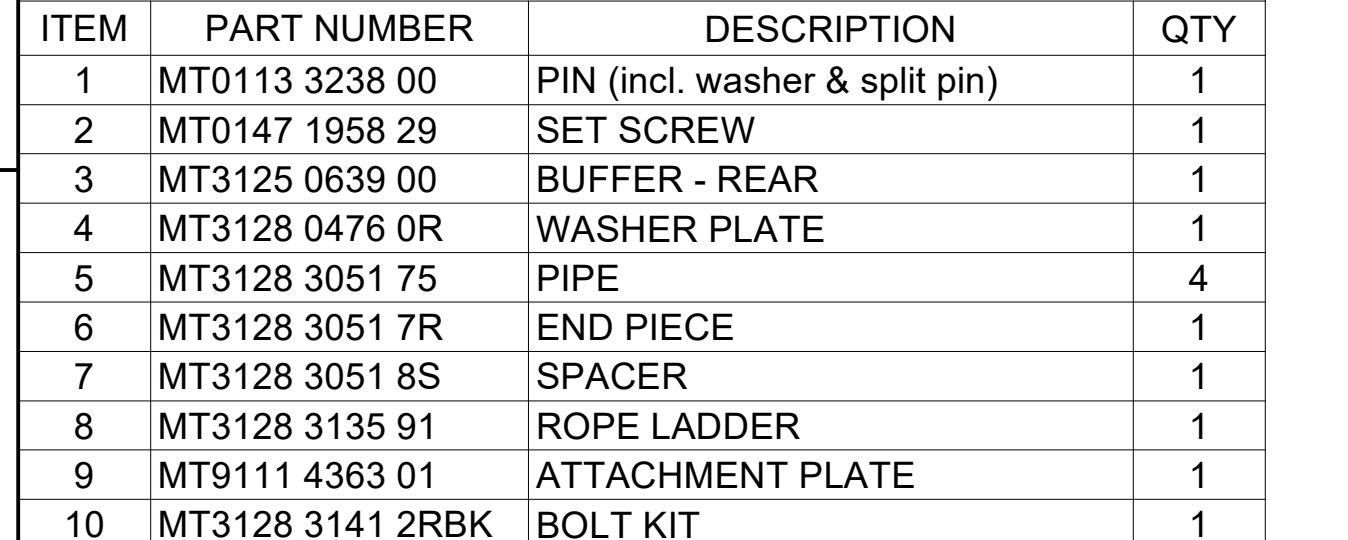 ITEM PART NUMBER DESCRIPTION QTY
1 MT0113 3238 00 PIN (incl. washer & split pin) 1
2 MT0147 1958 29 SET SCREW 1
3 MT3125 0639 00 BUFFER - REAR 1
4 MT3128 0476 0R WASHER PLATE 1
5 MT3128 3051 75 PIPE 4
6 MT3128 3051 7R END PIECE 1
7 MT3128 3051 8S SPACER 1
8 MT3128 3135 91 ROPE LADDER 1
9 MT9111 4363 01 ATTACHMENT PLATE 1
10 MT3128 3141 2RBK BOLT KIT 1